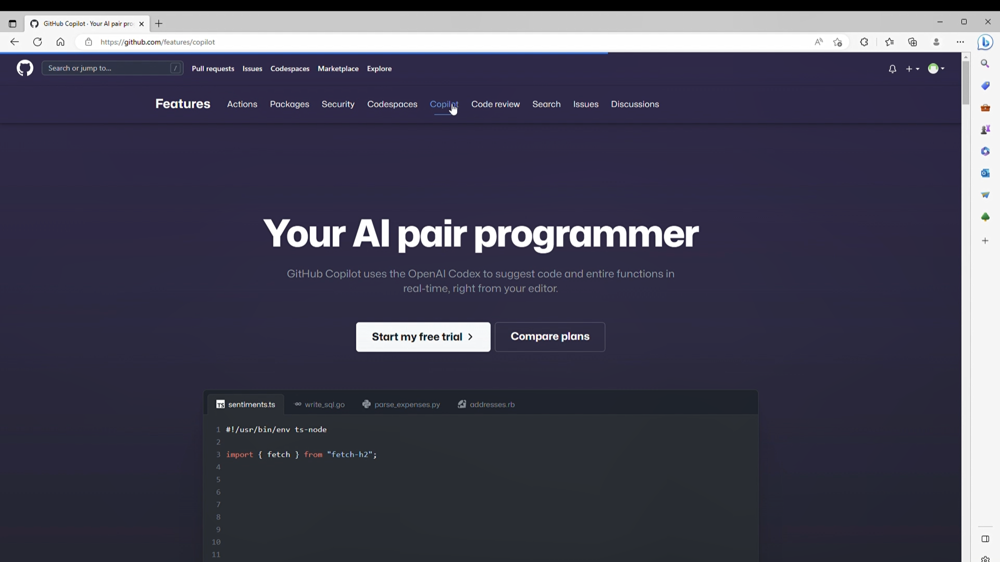 GitHub Copilot · Your AI pair pro
https://github.com/features/copilot
Search or jump to... /
Pull requests Issues Codespaces Marketplace Explore
Features Actions Packages Security Codespaces Copilot Code review Search Issues Discussions
Your AI pair programmer
GitHub Copilot uses the OpenAI Codex to suggest code and entire functions in
real-time, right from your editor.
Start my free trial >
Compare plans
TS sentiments.ts GO write_sql.go parse_expenses.py addresses.rb
1 #!/usr/bin/env ts-node
2
3 import { fetch } from "fetch-h2";
4
5
6
7
8
9
10
11